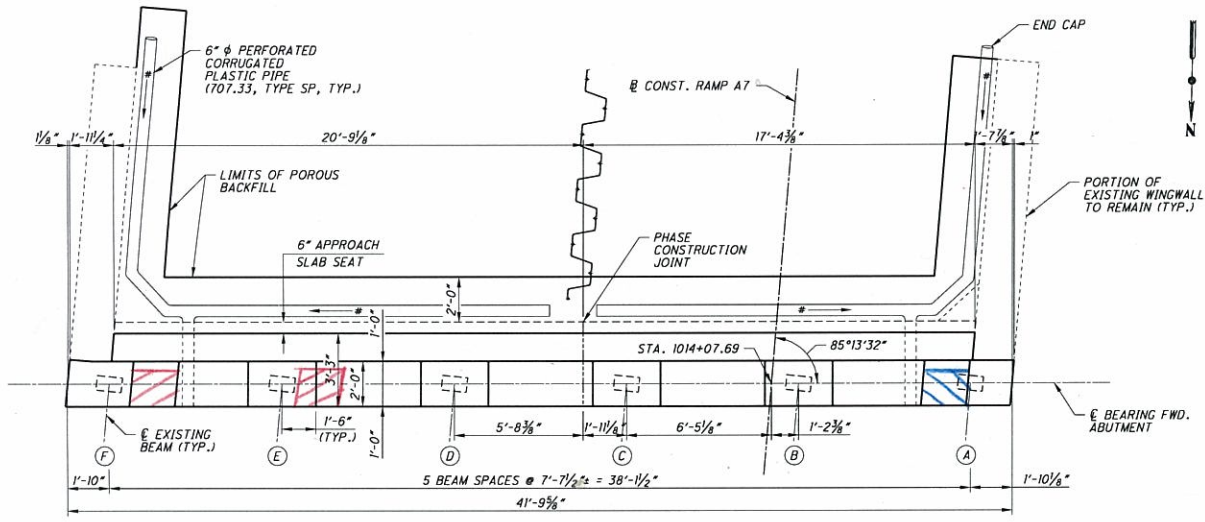 6" ϕ PERFORATED
CORRUGATED
PLASTIC PIPE
(707.33, TYPE SP, TYP.)
END CAP
℄ CONST. RAMP A7
N
#
#
1⅛"
1'-11¼"
20'-9⅛"
17'-4⅜"
1'-7⅞"
1"
LIMITS OF POROUS
BACKFILL
PORTION OF
EXISTING WINGWALL
TO REMAIN (TYP.)
6" APPROACH
SLAB SEAT
PHASE
CONSTRUCTION
JOINT
2'-0"
#
#
1'-0"
STA. 1014+07.69
85°13'32"
3'-3"
2'-0"
℄ EXISTING
BEAM (TYP.)
1'-6"
(TYP.)
1'-0"
5'-8⅜"
1'-11⅛"
6'-5⅛"
1'-2⅜"
℄ BEARING FWD.
ABUTMENT
F
E
D
C
B
A
1'-10"
5 BEAM SPACES @ 7'-7½"± = 38'-1½"
1'-10⅛"
41'-9⅝"